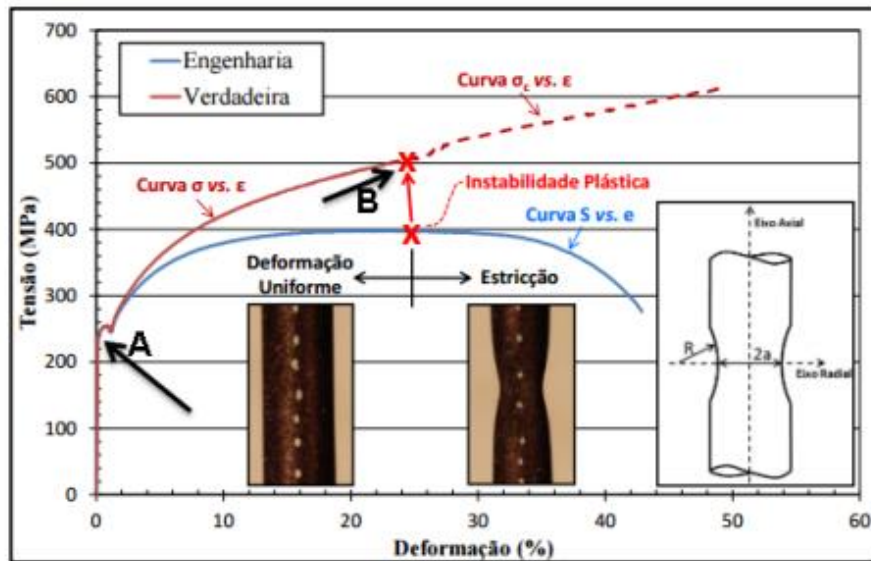 700
600
500
400
300
200
100
0
Tensão (MPa)
Engenharia
Verdadeira
Curva σc vs. ε
Curva σ vs. ε
B
Instabilidade Plástica
Curva S vs. e
Deformação
Uniforme
Estricção
A
Eixo Axial
R
2a
Eixo Radial
0 10 20 30 40 50 60
Deformação (%)